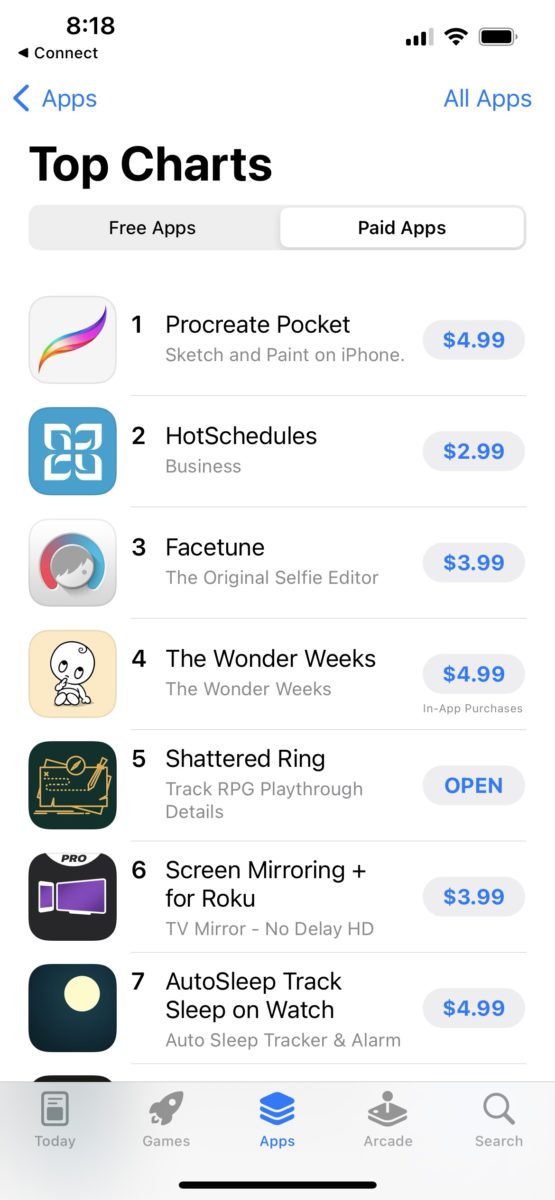 8:18
◀ Connect
Apps
All Apps
Top Charts
Free Apps
Paid Apps
1 Procreate Pocket
Sketch and Paint on iPhone.
$4.99
2 HotSchedules
Business
$2.99
3 Facetune
The Original Selfie Editor
$3.99
4 The Wonder Weeks
The Wonder Weeks
$4.99
In-App Purchases
5 Shattered Ring
Track RPG Playthrough
Details
OPEN
PRO
6 Screen Mirroring +
for Roku
TV Mirror - No Delay HD
$3.99
7 AutoSleep Track
Sleep on Watch
Auto Sleep Tracker & Alarm
$4.99
Today
Games
Apps
Arcade
Search